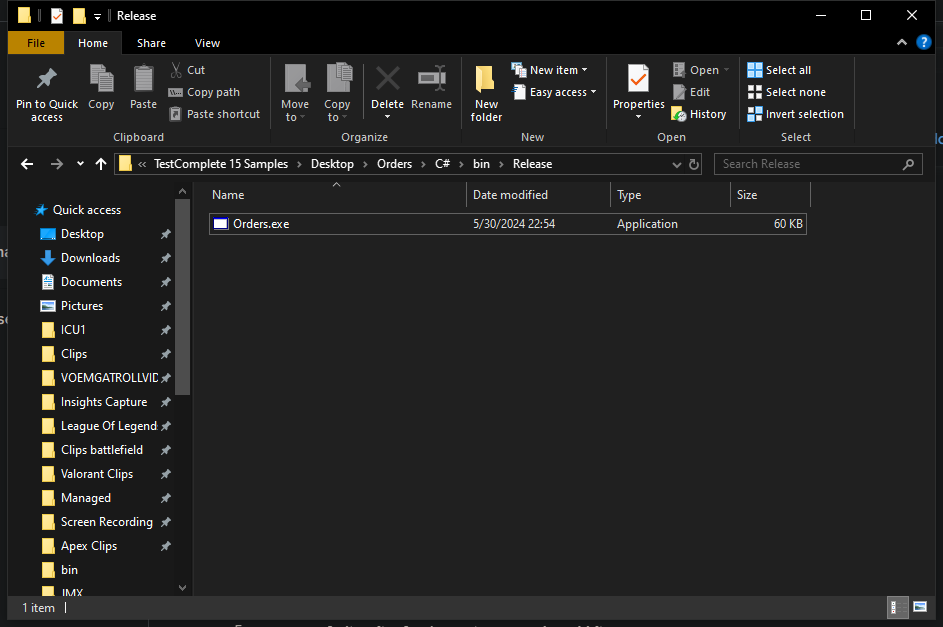 Release
File Home Share View
Pin to Quick access
Copy
Paste
Cut
Copy path
Paste shortcut
Clipboard
Move to
Copy to
Delete
Rename
Organize
New folder
New item
Easy access
New
Properties
Open
Edit
History
Open
Select all
Select none
Invert selection
Select
« TestComplete 15 Samples > Desktop > Orders > C# > bin > Release
Search Release
Name Date modified Type Size
Orders.exe 5/30/2024 22:54 Application 60 KB
Quick access
Desktop
Downloads
Documents
Pictures
ICU1
Clips
VOEMGATROLLVID
Insights Capture
League Of Legend
Clips battlefield
Valorant Clips
Managed
Screen Recording
Apex Clips
bin
JMX
1 item